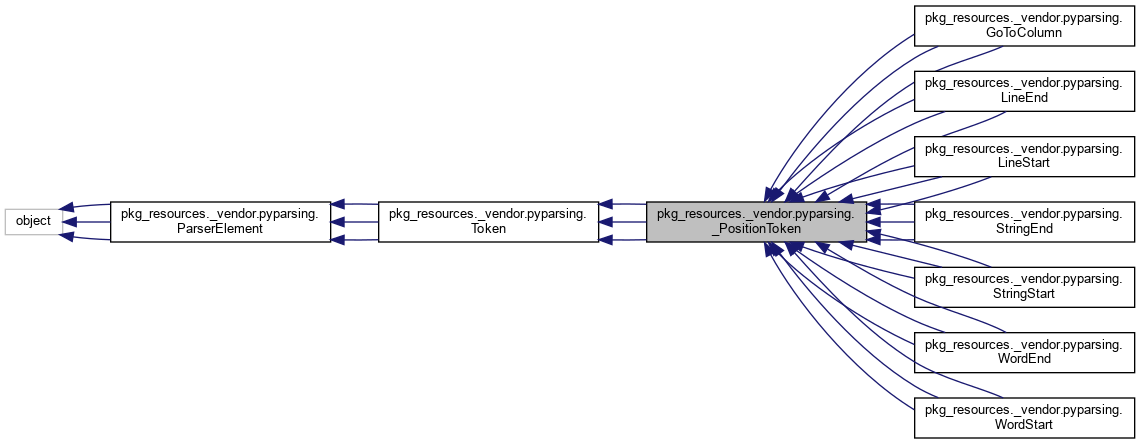 object
pkg_resources._vendor.pyparsing.
ParserElement
pkg_resources._vendor.pyparsing.
Token
pkg_resources._vendor.pyparsing.
_PositionToken
pkg_resources._vendor.pyparsing.
GoToColumn
pkg_resources._vendor.pyparsing.
LineEnd
pkg_resources._vendor.pyparsing.
LineStart
pkg_resources._vendor.pyparsing.
StringEnd
pkg_resources._vendor.pyparsing.
StringStart
pkg_resources._vendor.pyparsing.
WordEnd
pkg_resources._vendor.pyparsing.
WordStart